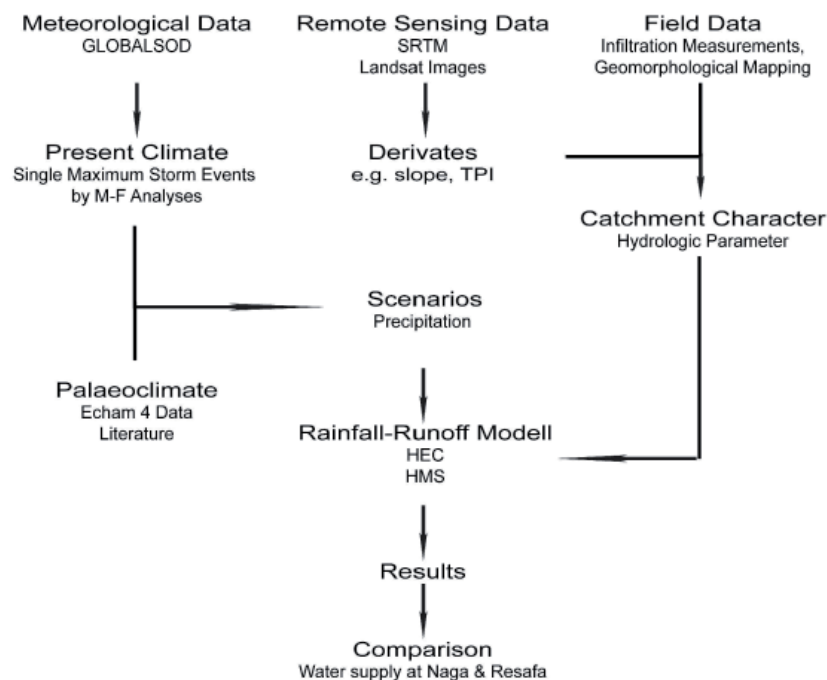 Meteorological Data
GLOBALSOD
Remote Sensing Data
SRTM
Landsat Images
Field Data
Infiltration Measurements,
Geomorphological Mapping
Present Climate
Single Maximum Storm Events
by M-F Analyses
Derivates
e.g. slope, TPI
Catchment Character
Hydrologic Parameter
Scenarios
Precipitation
Palaeoclimate
Echam 4 Data
Literature
Rainfall-Runoff Modell
HEC
HMS
Results
Comparison
Water supply at Naga & Resafa